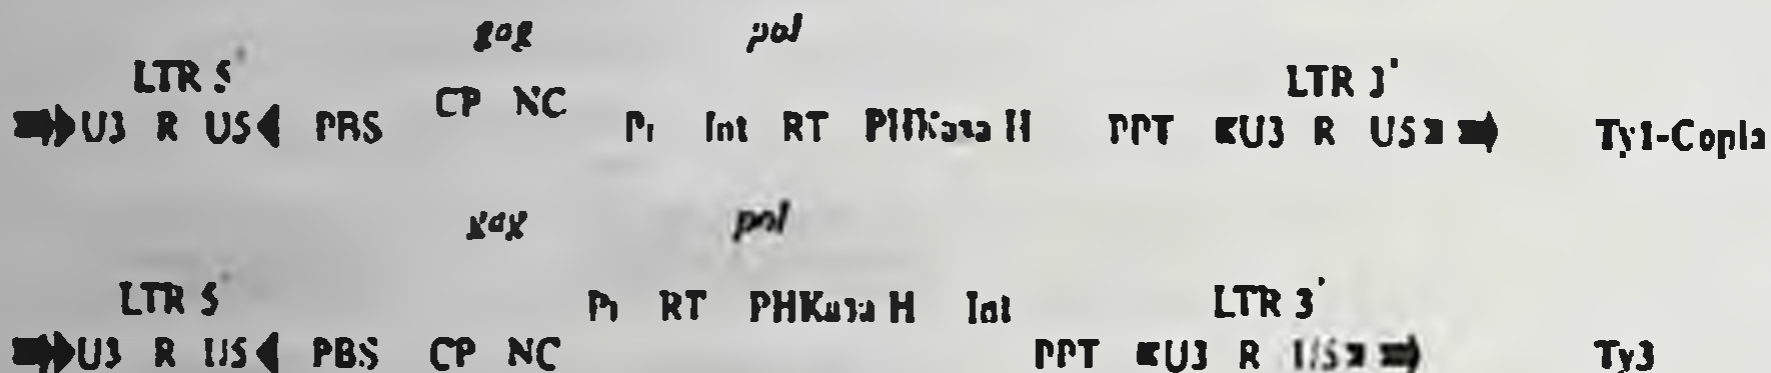 gag pol
LTR 5' LTR 3'
CP NC
U3 R U5 PBS Pr Int RT РНКаза H PPT U3 R U5 Ty1-Copia
gag pol
LTR 5' Pr RT РНКаза H Int LTR 3'
U3 R U5 PBS CP NC PPT U3 R U5 Ty3